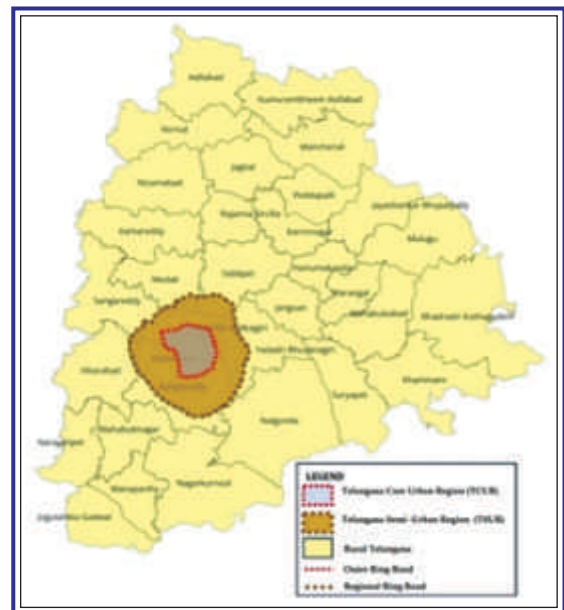 Adilabad
Kumurambheem Asifabad
Nirmal
Mancherial
Jagtial
Nizamabad
Peddapalli
Rajanna Sircilla
Jayashankar Bhupalpally
Kamareddy
Karimnagar
Mulugu
Medak
Siddipet
Hanumakonda
Warangal
Sangareddy
Jangaon
Mahabubabad
Bhadradri Kothagudem
Yadadri Bhuvanagiri
Vikarabad
Khammam
Suryapet
Nalgonda
Mahabubnagar
Narayanpet
Nagarkurnool
Wanaparthy
Jogulamba Gadwal
LEGEND
Telangana Core Urban Region (TCUR)
Telangana Semi-Urban Region (TSUR)
Rural Telangana
Outer Ring Road
Regional Ring Road